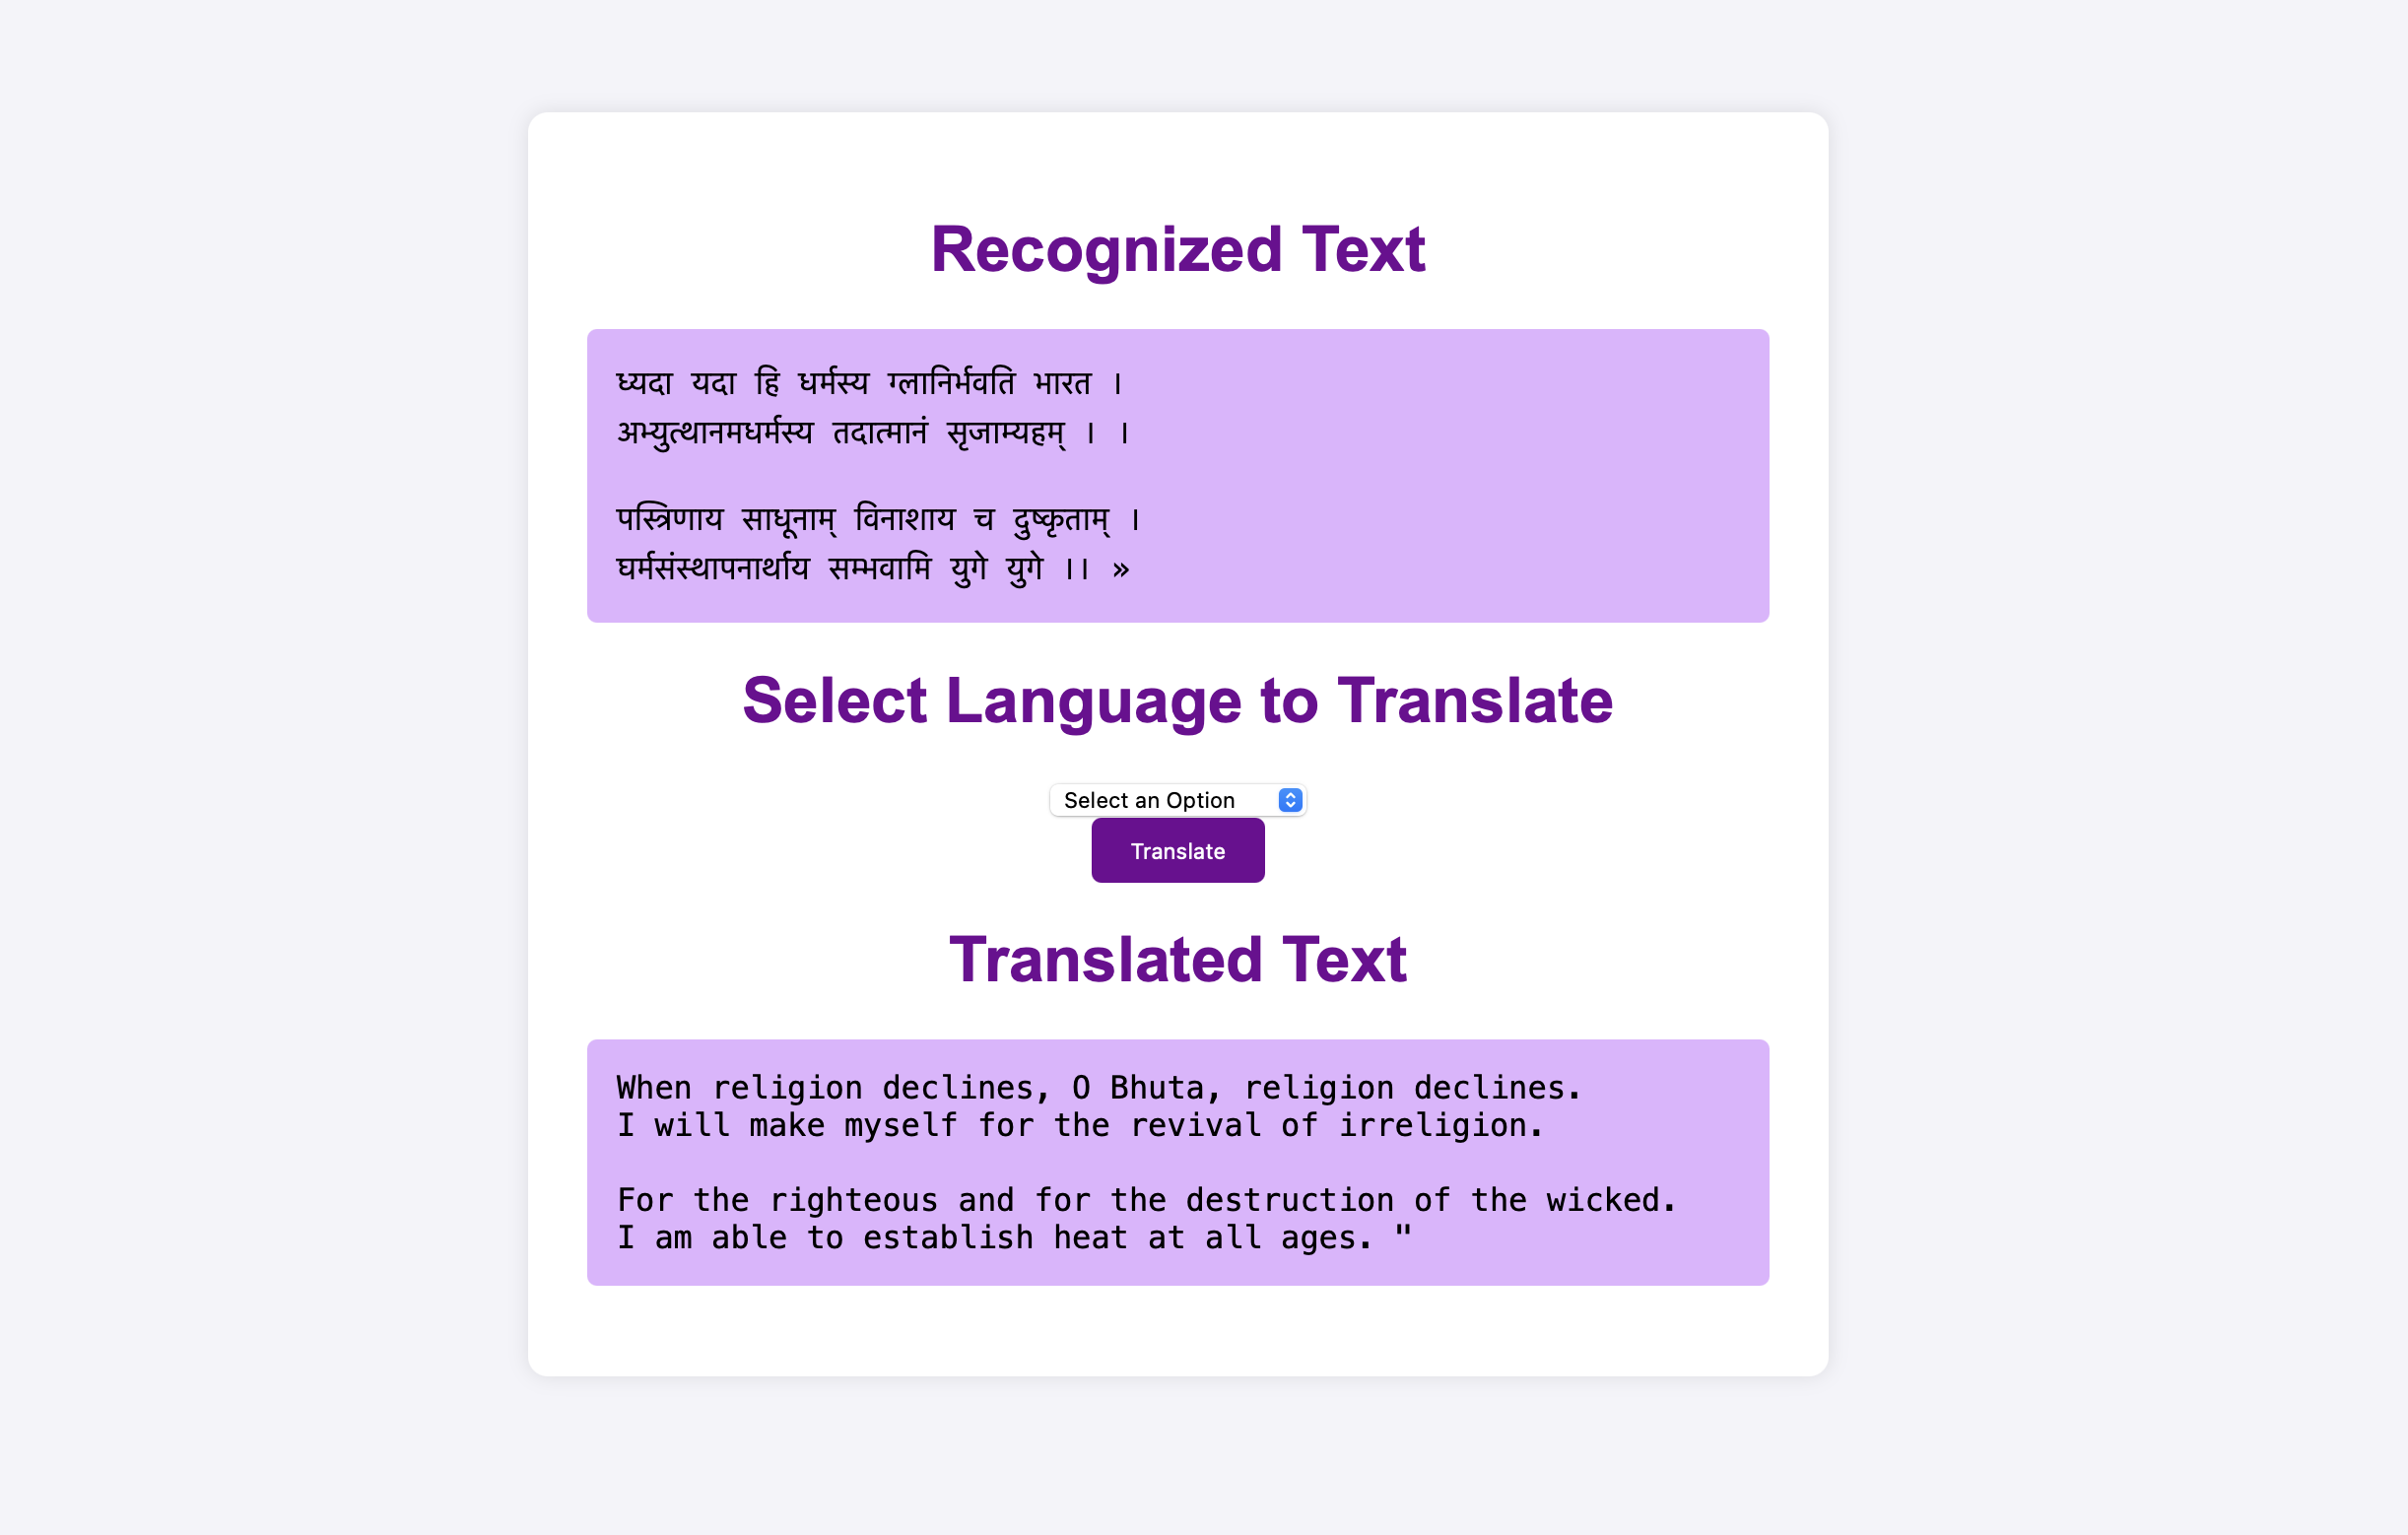 Recognized Text
ध्यदा यदा हि धर्मस्य ग्लानिर्भवति भारत ।
अभ्युत्थानमधर्मस्य तदात्मानं सृजाम्यहम् । ।
पस्त्रिणाय साधूनाम् विनाशाय च दुष्कृताम् ।
घर्मसंस्थापनार्थाय सम्भवामि युगे युगे ।। »
Select Language to Translate
Select an Option
Translate
Translated Text
When religion declines, O Bhuta, religion declines.
I will make myself for the revival of irreligion.
For the righteous and for the destruction of the wicked.
I am able to establish heat at all ages. "